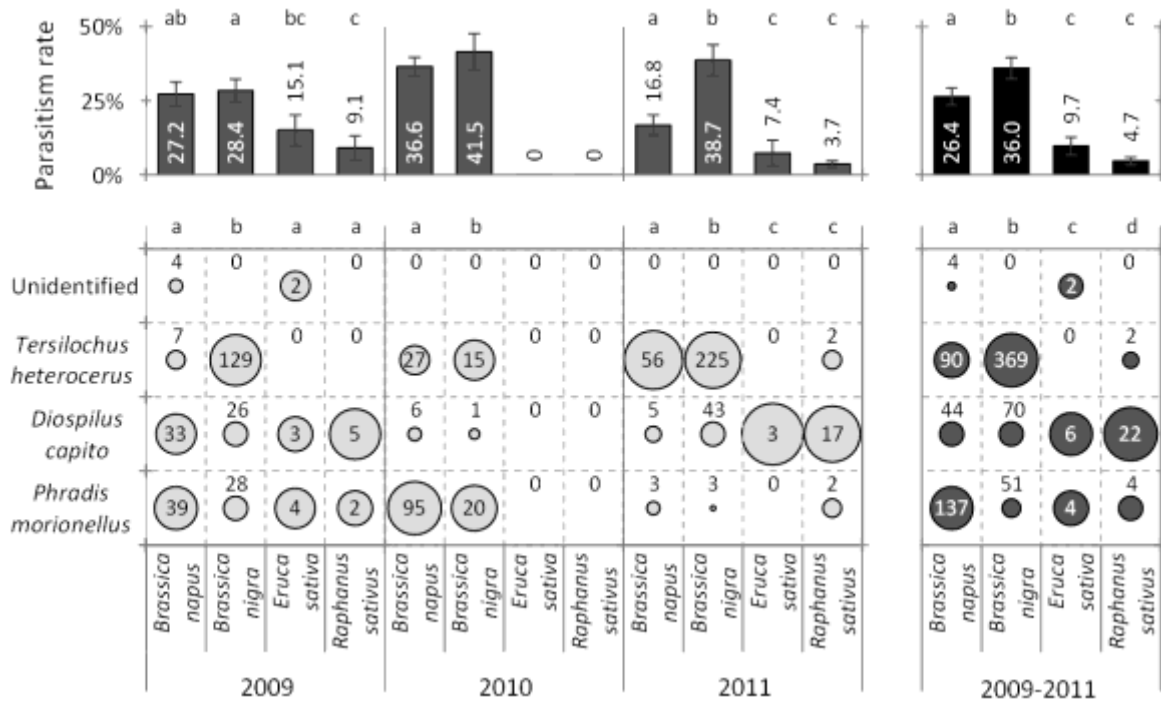 50%
25%
0%
Parasitism rate
ab a bc c
a b c c
a b c c
27.2 28.4 15.1 9.1
36.6 41.5 0 0
16.8 38.7 7.4 3.7
26.4 36.0 9.7 4.7
a b a a
a b
a b c c
a b c d
Unidentified
4 0 2 0 0 0 0 0 0 0 0 0 4 0 2 0
Tersilochus
heterocerus
7 129 0 0 27 15 0 0 56 225 0 2 90 369 0 2
Diospilus
capito
33 26 3 5 6 1 0 0 5 43 3 17 44 70 6 22
Phradis
morionellus
39 28 4 2 95 20 0 0 3 3 0 2 137 51 4 4
Brassica
napus
Brassica
nigra
Eruca
sativa
Raphanus
sativus
Brassica
napus
Brassica
nigra
Eruca
sativa
Raphanus
sativus
Brassica
napus
Brassica
nigra
Eruca
sativa
Raphanus
sativus
Brassica
napus
Brassica
nigra
Eruca
sativa
Raphanus
sativus
2009 2010 2011 2009-2011